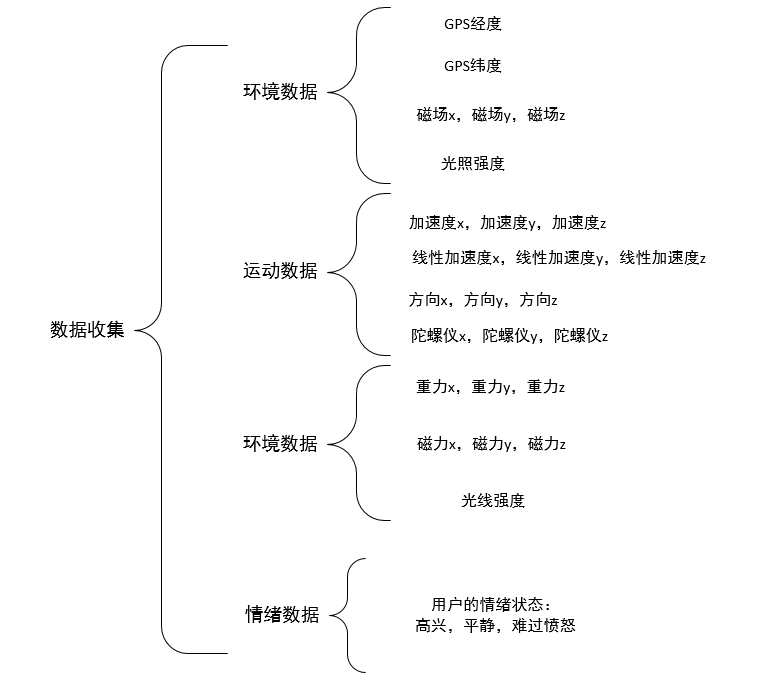 数据收集
环境数据
GPS经度
GPS纬度
磁场x，磁场y，磁场z
光照强度
运动数据
加速度x，加速度y，加速度z
线性加速度x，线性加速度y，线性加速度z
方向x，方向y，方向z
陀螺仪x，陀螺仪y，陀螺仪z
环境数据
重力x，重力y，重力z
磁力x，磁力y，磁力z
光线强度
情绪数据
用户的情绪状态：
高兴，平静，难过愤怒